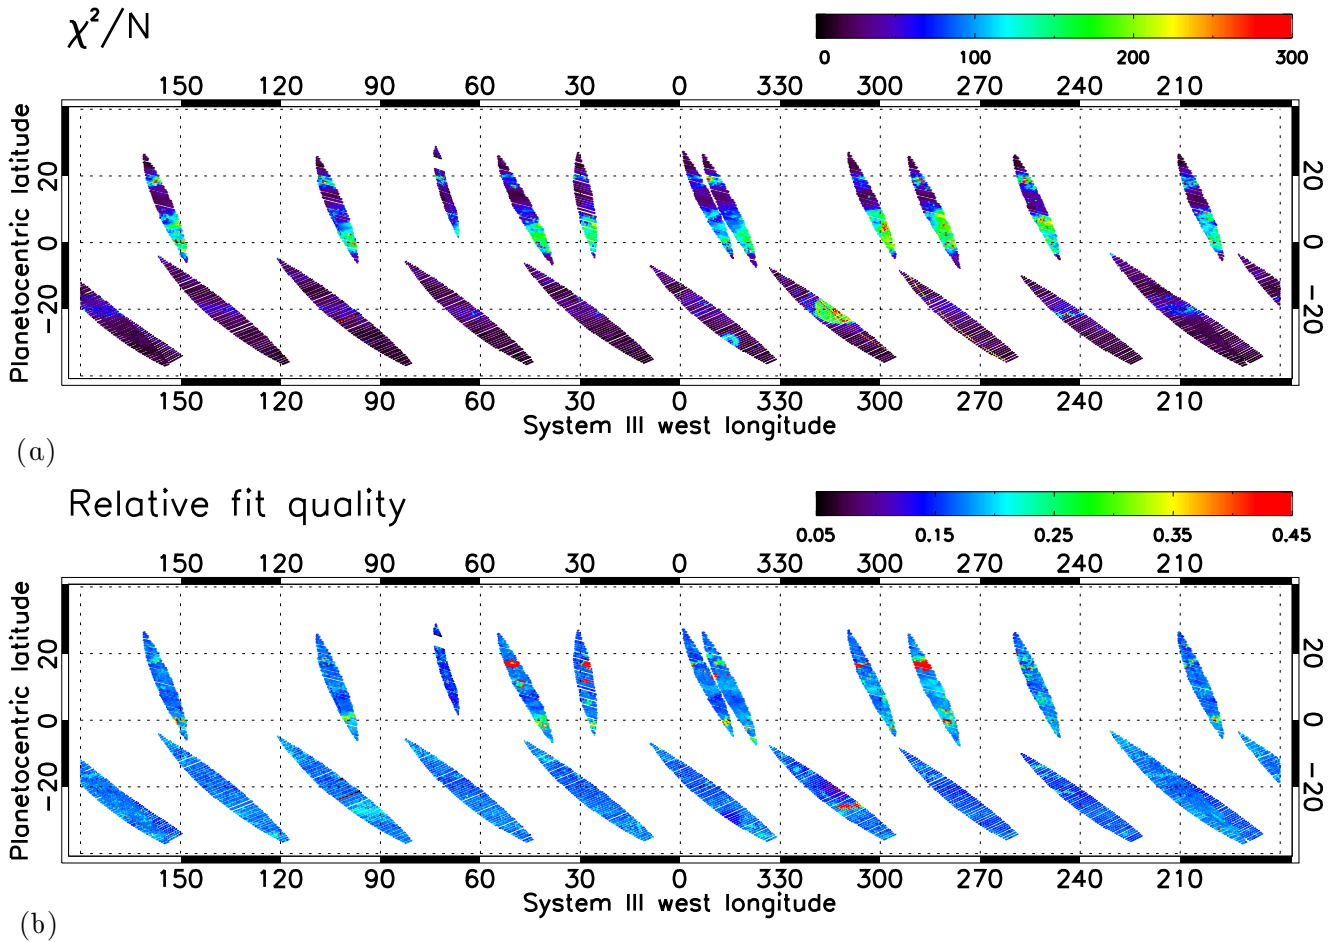 χ²/N
0 100 200 300
150 120 90 60 30 0 330 300 270 240 210
Planetocentric latitude
20 0 −20
20 0 −20
150 120 90 60 30 0 330 300 270 240 210
System III west longitude
(a)
Relative fit quality
0.05 0.15 0.25 0.35 0.45
150 120 90 60 30 0 330 300 270 240 210
Planetocentric latitude
20 0 −20
20 0 −20
150 120 90 60 30 0 330 300 270 240 210
System III west longitude
(b)